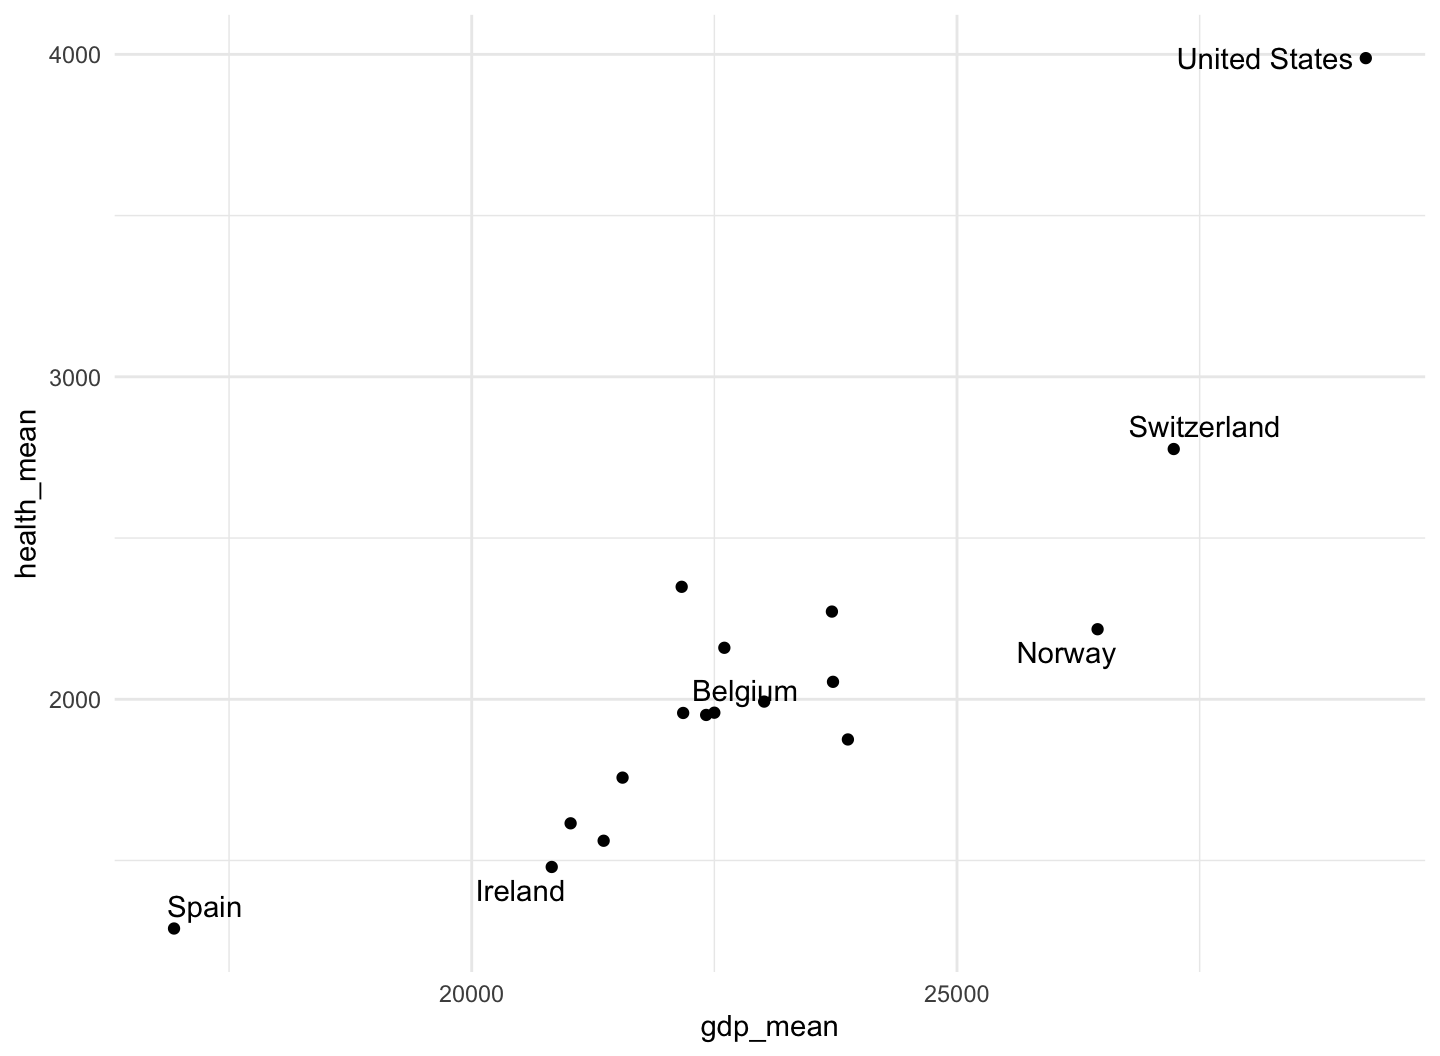 4000
United States
3000
Switzerland
health_mean
Norway
Belgium
2000
Ireland
Spain
20000
25000
gdp_mean